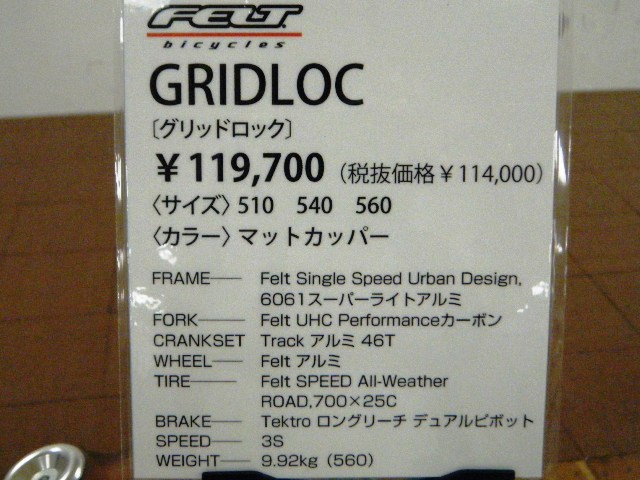 FELT
bicycles
GRIDLOC
［グリッドロック］
￥119,700（税抜価格￥114,000）
〈サイズ〉510 540 560
〈カラー〉マットカッパー
FRAME── Felt Single Speed Urban Design,
6061スーパーライトアルミ
FORK── Felt UHC Performanceカーボン
CRANKSET Track アルミ 46T
WHEEL── Felt アルミ
TIRE── Felt SPEED All-Weather
ROAD,700×25C
BRAKE── Tektro ロングリーチ デュアルピボット
SPEED── 3S
WEIGHT── 9.92kg（560）